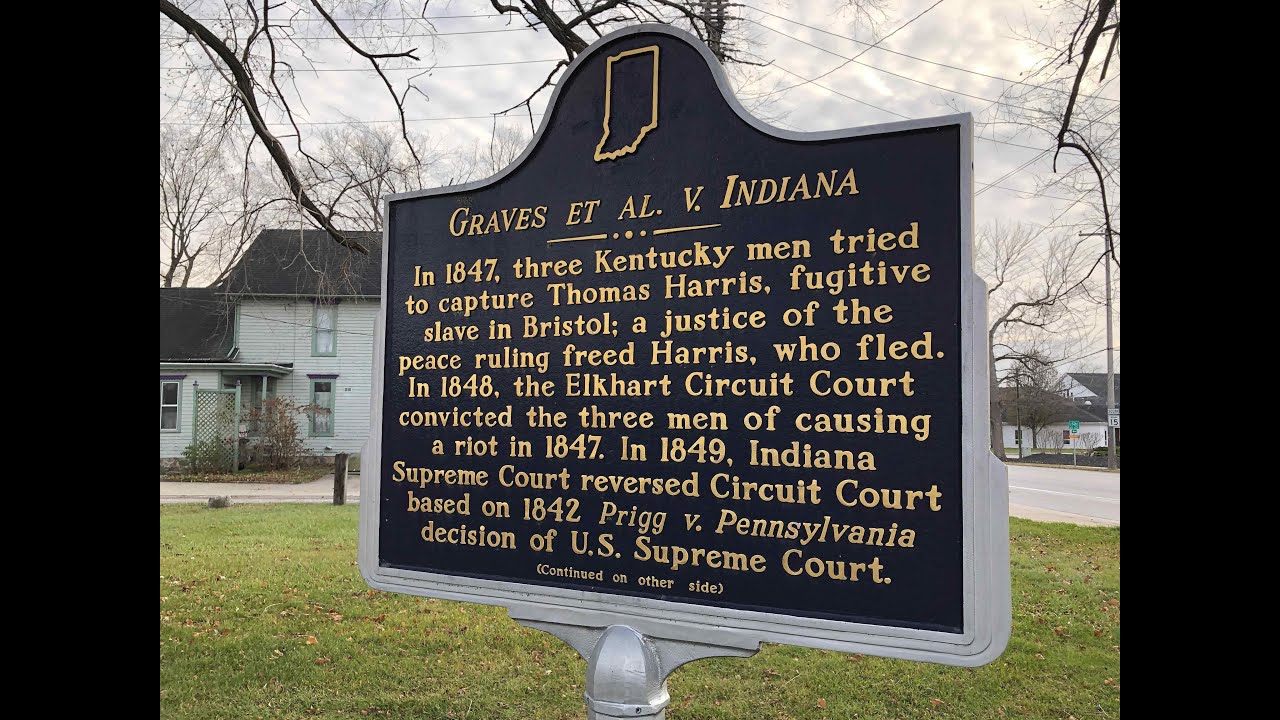 GRAVES ET AL. V. INDIANA
In 1847, three Kentucky men tried
to capture Thomas Harris, fugitive
slave in Bristol; a justice of the
peace ruling freed Harris, who fled.
In 1848, the Elkhart Circuit Court
convicted the three men of causing
a riot in 1847. In 1849, Indiana
Supreme Court reversed Circuit Court
based on 1842 Prigg v. Pennsylvania
decision of U.S. Supreme Court.
(Continued on other side)
15